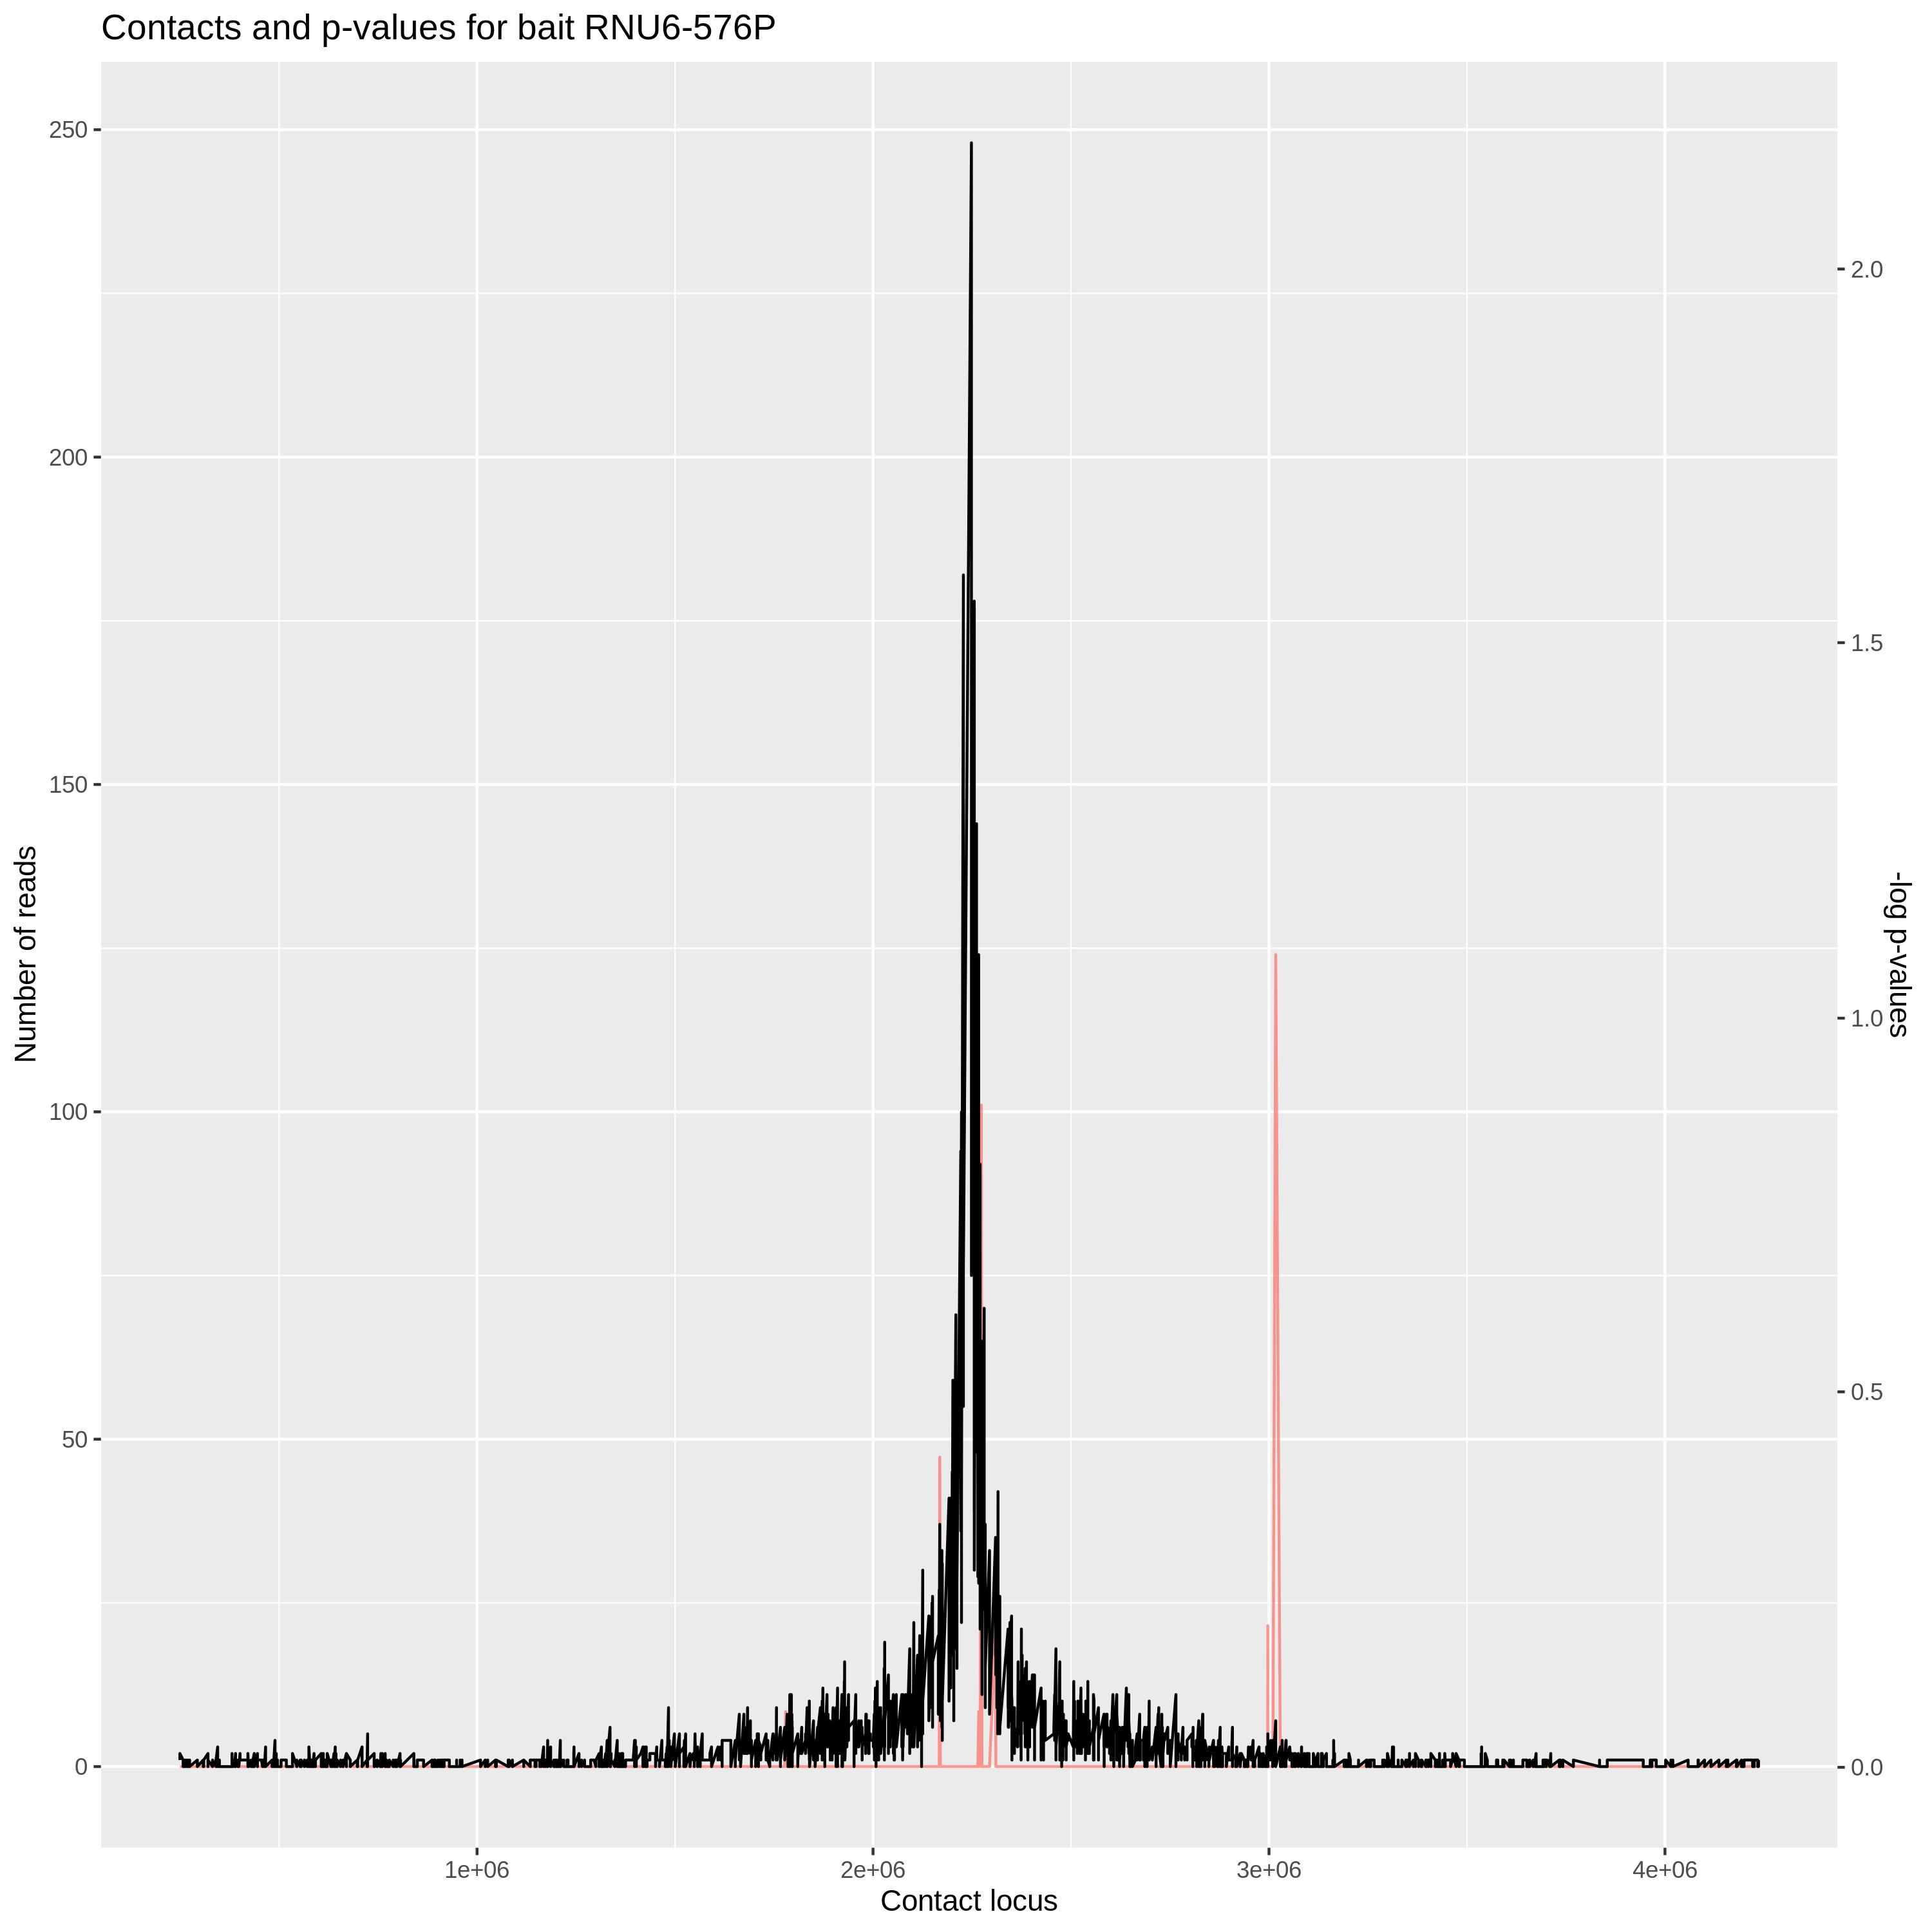 Contacts and p-values for bait RNU6-576P
250
200
150
100
50
0
Number of reads
2.0
1.5
1.0
0.5
0.0
-log p-values
1e+06
2e+06
3e+06
4e+06
Contact locus